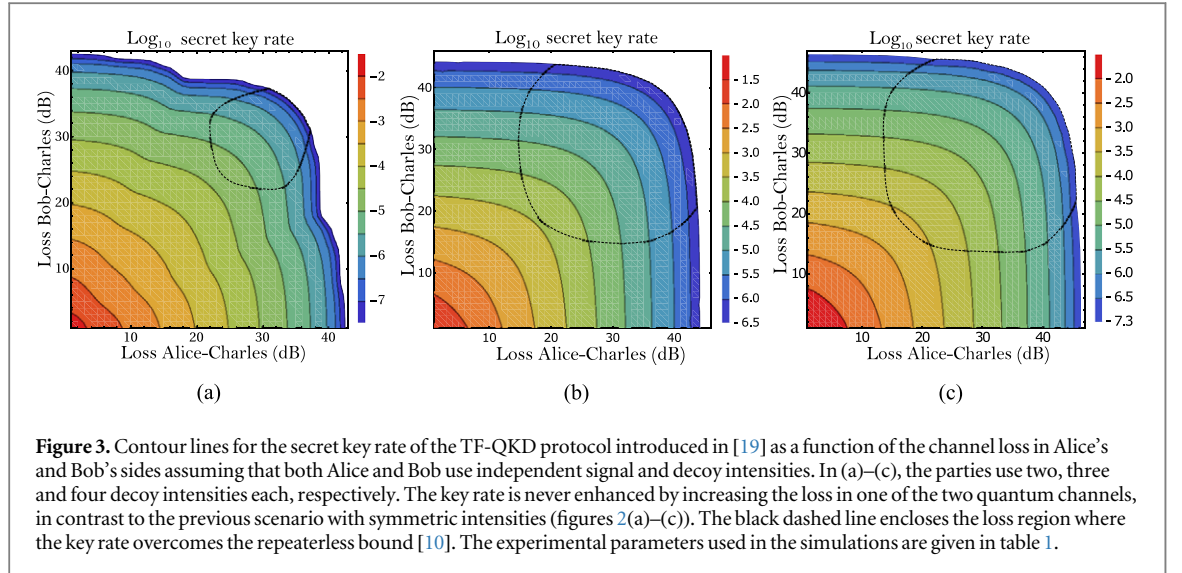 Log₁₀ secret key rate
Loss Bob-Charles (dB)
40
30
20
10
10 20 30 40
Loss Alice-Charles (dB)
-2
-3
-4
-5
-6
-7
(a)
Log₁₀ secret key rate
Loss Bob-Charles (dB)
40
30
20
10
10 20 30 40
Loss Alice-Charles (dB)
-1.5
-2.0
-2.5
-3.0
-3.5
-4.0
-4.5
-5.0
-5.5
-6.0
-6.5
(b)
Log₁₀ secret key rate
Loss Bob-Charles (dB)
40
30
20
10
10 20 30 40
Loss Alice-Charles (dB)
-2.0
-2.5
-3.0
-3.5
-4.0
-4.5
-5.0
-5.5
-6.0
-6.5
-7.3
(c)
Figure 3. Contour lines for the secret key rate of the TF-QKD protocol introduced in [19] as a function of the channel loss in Alice's
and Bob's sides assuming that both Alice and Bob use independent signal and decoy intensities. In (a)–(c), the parties use two, three
and four decoy intensities each, respectively. The key rate is never enhanced by increasing the loss in one of the two quantum channels,
in contrast to the previous scenario with symmetric intensities (figures 2(a)–(c)). The black dashed line encloses the loss region where
the key rate overcomes the repeaterless bound [10]. The experimental parameters used in the simulations are given in table 1.